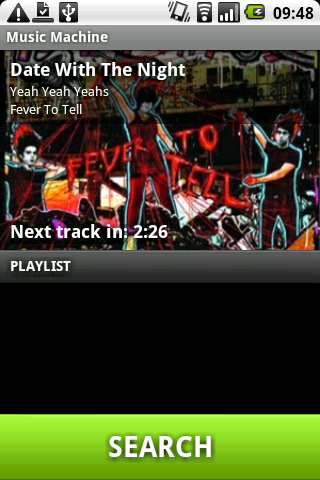 09:48
Music Machine
Date With The Night
Yeah Yeah Yeahs
Fever To Tell
FEVER TO
TELL
Next track in: 2:26
PLAYLIST
SEARCH